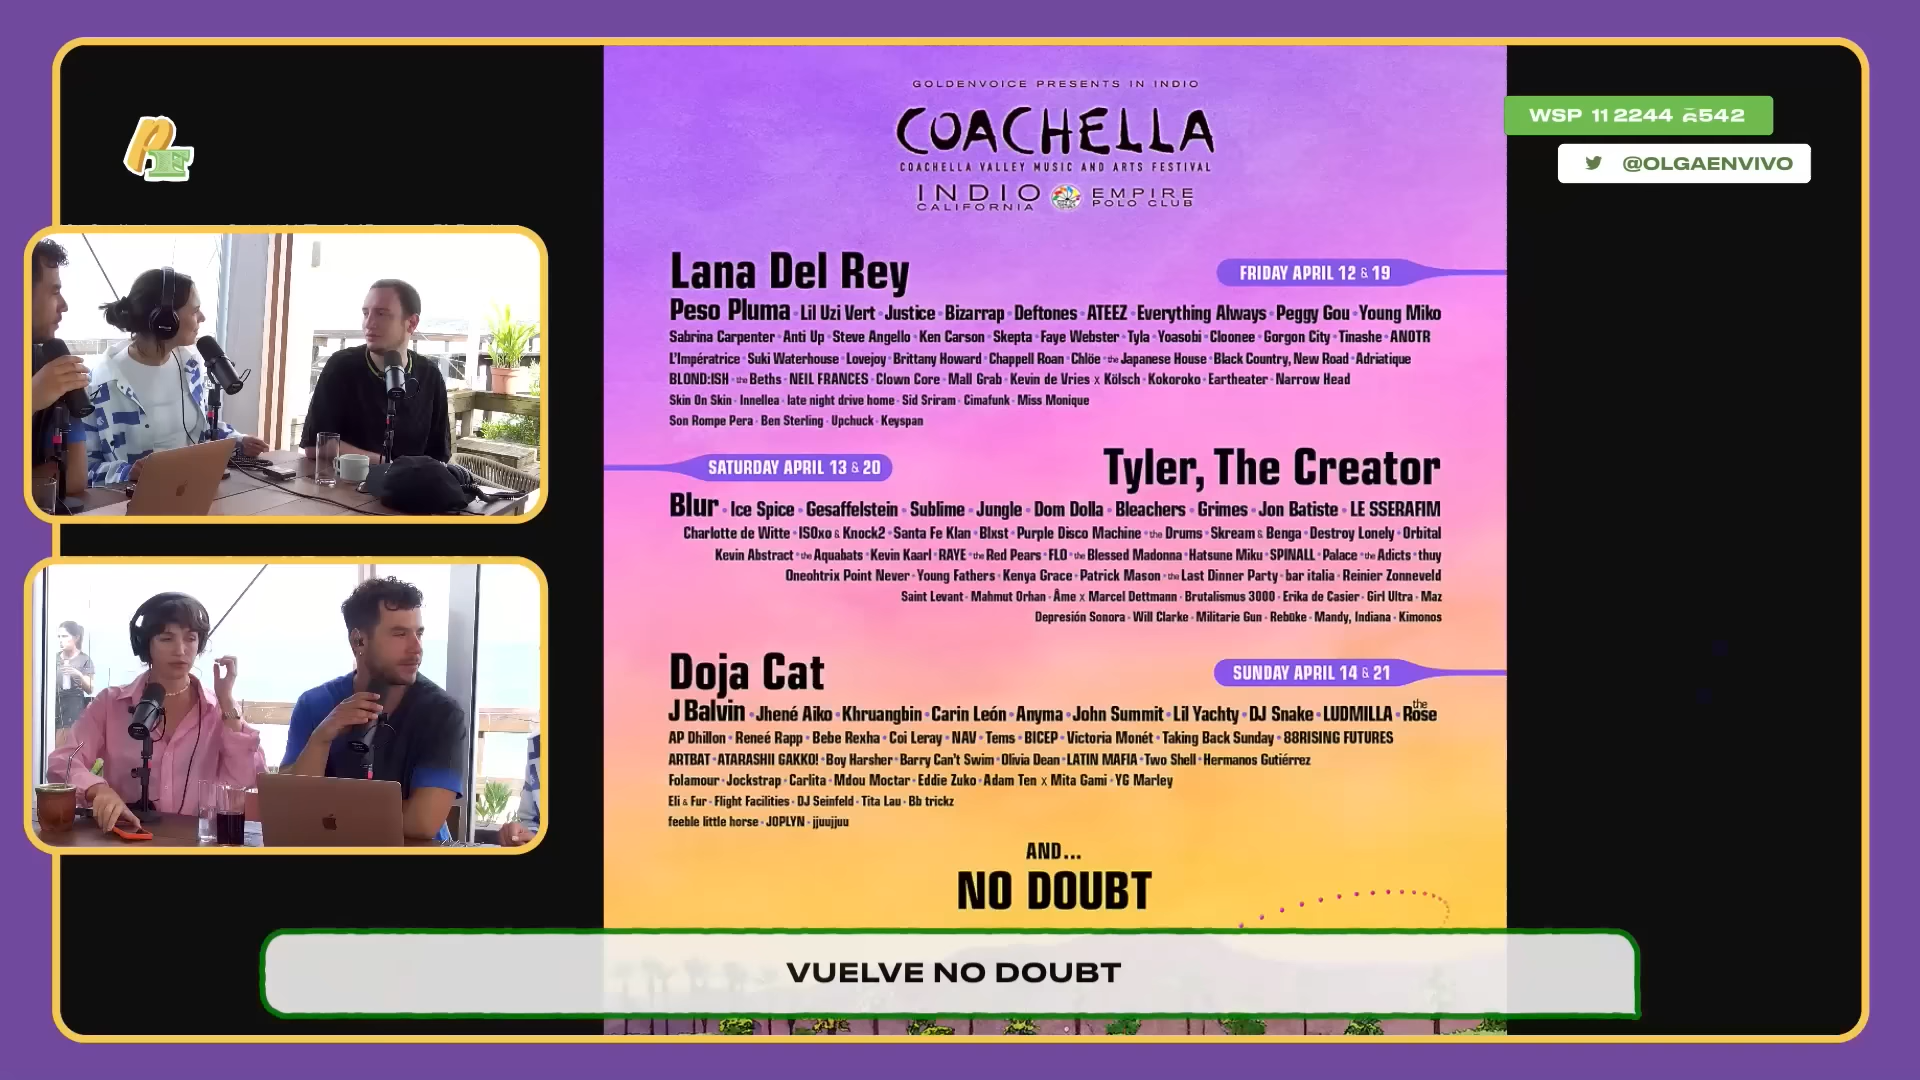 GOLDENVOICE PRESENTS IN INDIO
COACHELLA
COACHELLA VALLEY MUSIC AND ARTS FESTIVAL
INDIO CALIFORNIA EMPIRE POLO CLUB
WSP 11 2244
@OLGAENVIVO
Lana Del Rey
FRIDAY APRIL 12 & 19
Peso Pluma · Lil Uzi Vert · Justice · Bizarrap · Deftones · ATEEZ · Everything Always · Peggy Gou · Young Miko
Sabrina Carpenter · Anti Up · Steve Angello · Ken Carson · Skepta · Faye Webster · Tyla · Yoasobi · Cloonee · Gorgon City · Tinashe · ANOTR
L'Impératrice · Suki Waterhouse · Lovejoy · Brittany Howard · Chappell Roan · Chlöe · the Japanese House · Black Country, New Road · Adriatique
BLOND:ISH · the Beths · NEIL FRANCES · Clown Core · Mall Grab · Kevin de Vries x Kölsch · Kokoroko · Eartheater · Narrow Head
Skin On Skin · Innellea · late night drive home · Sid Sriram · Cimafunk · Miss Monique
Son Rompe Pera · Ben Sterling · Upchuck · Keyspan
SATURDAY APRIL 13 & 20
Tyler, The Creator
Blur · Ice Spice · Gesaffelstein · Sublime · Jungle · Dom Dolla · Bleachers · Grimes · Jon Batiste · LE SSERAFIM
Charlotte de Witte · ISOxo & Knock2 · Santa Fe Klan · Blxst · Purple Disco Machine · the Drums · Skream & Benga · Destroy Lonely · Orbital
Kevin Abstract · the Aquabats · Kevin Kaarl · RAYE · the Red Pears · FLO · the Blessed Madonna · Hatsune Miku · SPINALL · Palace · the Adicts · thuy
Oneohtrix Point Never · Young Fathers · Kenya Grace · Patrick Mason · the Last Dinner Party · bar italia · Reinier Zonneveld
Saint Levant · Mahmut Orhan · Âme x Marcel Dettmann · Brutalismus 3000 · Erika de Casier · Girl Ultra · Maz
Depresión Sonora · Will Clarke · Militarie Gun · Rebūke · Mandy, Indiana · Kimonos
Doja Cat
SUNDAY APRIL 14 & 21
J Balvin · Jhené Aiko · Khruangbin · Carin León · Anyma · John Summit · Lil Yachty · DJ Snake · LUDMILLA · the Rose
AP Dhillon · Reneé Rapp · Bebe Rexha · Coi Leray · NAV · Tems · BICEP · Victoria Monét · Taking Back Sunday · 88RISING FUTURES
ARTBAT · ATARASHII GAKKO! · Boy Harsher · Barry Can't Swim · Olivia Dean · LATIN MAFIA · Two Shell · Hermanos Gutiérrez
Folamour · Jockstrap · Carlita · Mdou Moctar · Eddie Zuko · Adam Ten x Mita Gami · YG Marley
Eli & Fur · Flight Facilities · DJ Seinfeld · Tita Lau · Bb trickz
feeble little horse · JOPLYN · jjuujjuu
AND...
NO DOUBT
VUELVE NO DOUBT